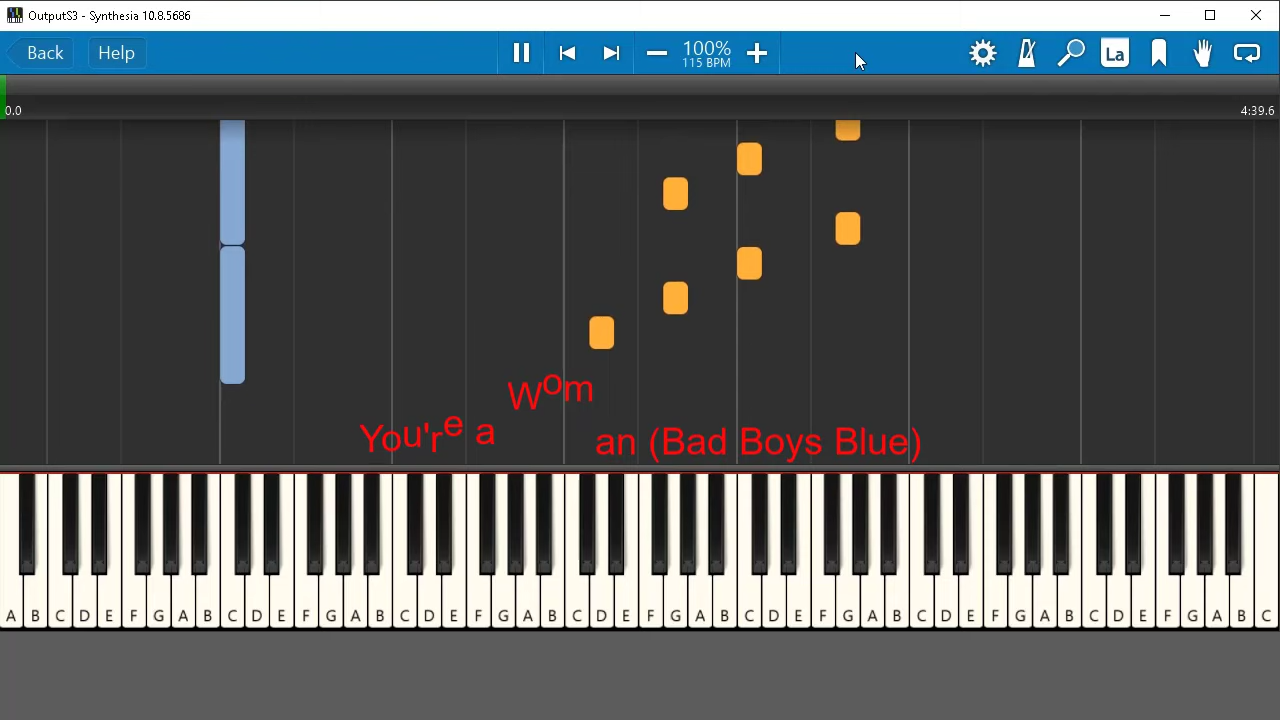 OutputS3 - Synthesia 10.8.5686
Back Help 100% La
115 BPM
0.0 4:39.6
You're a Wom an (Bad Boys Blue)
A B C D E F G A B C D E F G A B C D E F G A B C D E F G A B C D E F G A B C D E F G A B C D E F G A B C